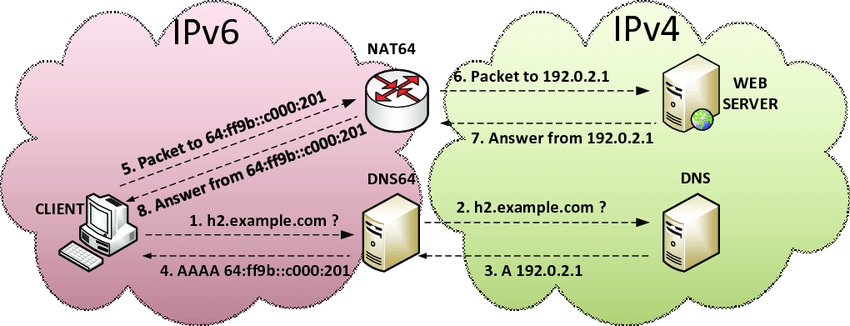 IPv6
IPv4
NAT64
6. Packet to 192.0.2.1
WEB
SERVER
5. Packet to 64:ff9b::c000:201
7. Answer from 192.0.2.1
8. Answer from 64:ff9b::c000:201
CLIENT
DNS64
DNS
1. h2.example.com ?
2. h2.example.com ?
4. AAAA 64:ff9b::c000:201
3. A 192.0.2.1